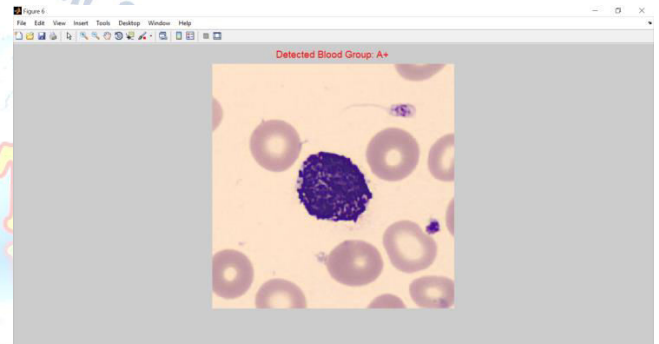 Figure 6
File Edit View Insert Tools Desktop Window Help
Detected Blood Group: A+